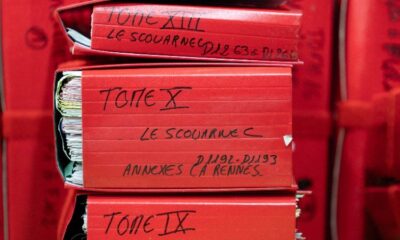 TOME XIII
LE SCOUARNEC
TOME X
LE SCOUARNEC
D1192-D1193
ANNEXES CA RENNES
TOME IX